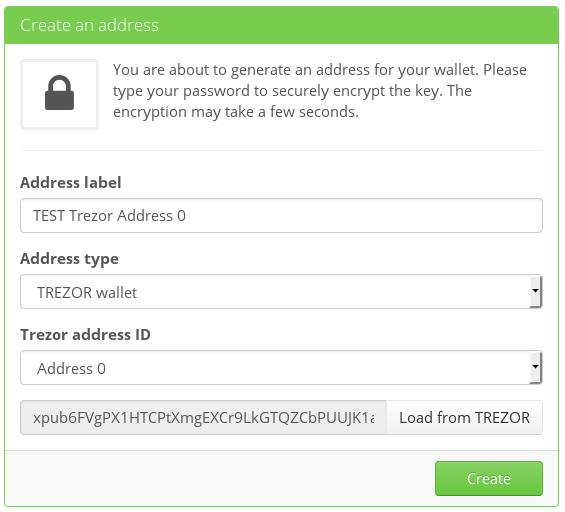 Create an address
You are about to generate an address for your wallet. Please
type your password to securely encrypt the key. The
encryption may take a few seconds.
Address label
TEST Trezor Address 0
Address type
TREZOR wallet
Trezor address ID
Address 0
xpub6FVgPX1HTCPtXmgEXCr9LkGTQZCbPUUJK1a Load from TREZOR
Create